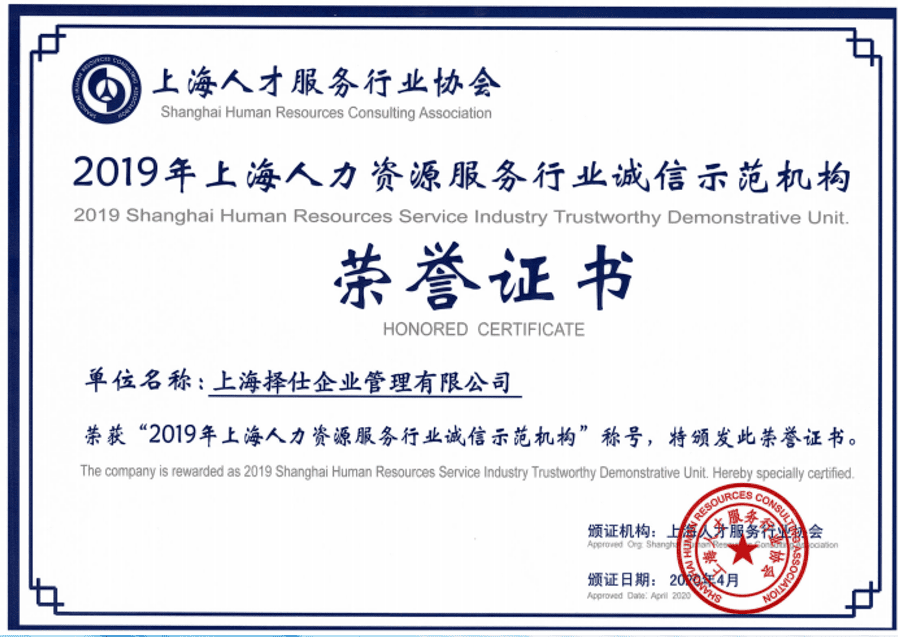 上海人才服务行业协会
Shanghai Human Resources Consulting Association
2019年上海人力资源服务行业诚信示范机构
2019 Shanghai Human Resources Service Industry Trustworthy Demonstrative Unit.
荣誉证书
HONORED CERTIFICATE
单位名称：上海择仕企业管理有限公司
荣获“2019年上海人力资源服务行业诚信示范机构”称号，特颁发此荣誉证书。
The company is rewarded as 2019 Shanghai Human Resources Service Industry Trustworthy Demonstrative Unit. Hereby specially certified.
颁证机构：上海人才服务行业协会
Approved Org: Shanghai Human Resources Consulting Association
颁证日期：2020年4月
Approved Date: April 2020
SHANGHAI HUMAN RESOURCES CONSULTING ASSOCIATION
上海人才服务行业协会